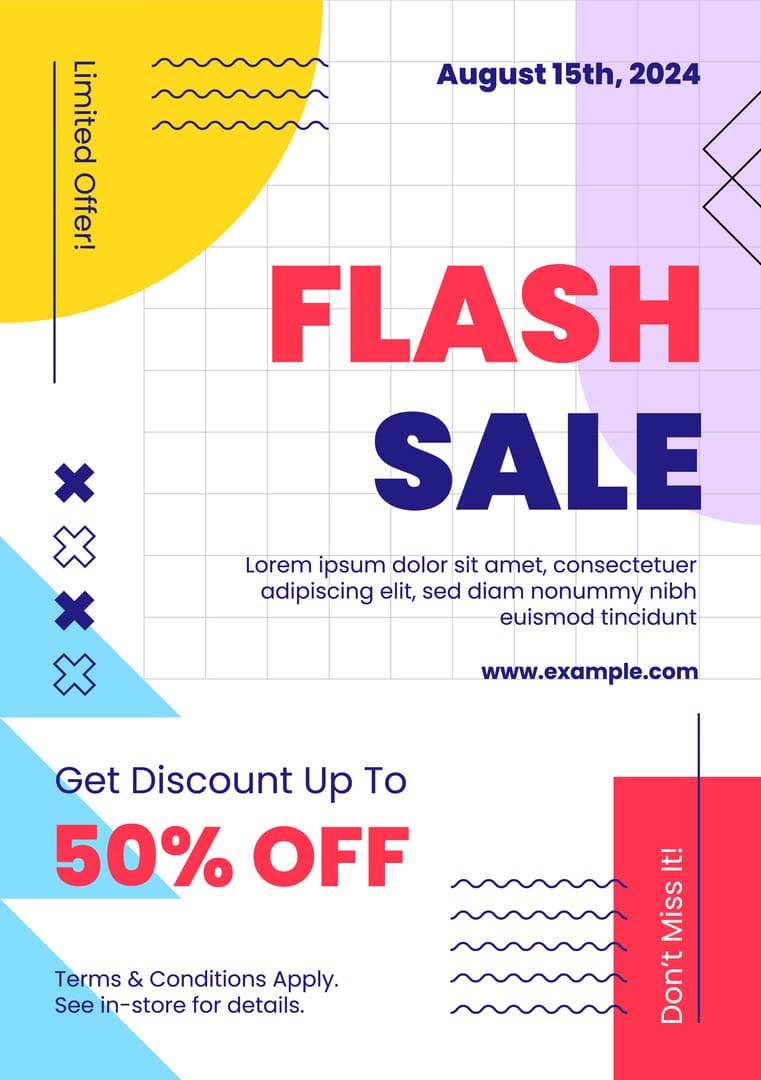 Limited Offer!
August 15th, 2024
FLASH
SALE
Lorem ipsum dolor sit amet, consectetuer
adipiscing elit, sed diam nonummy nibh
euismod tincidunt
www.example.com
Get Discount Up To
50% OFF
Terms & Conditions Apply.
See in-store for details.
Don't Miss It!